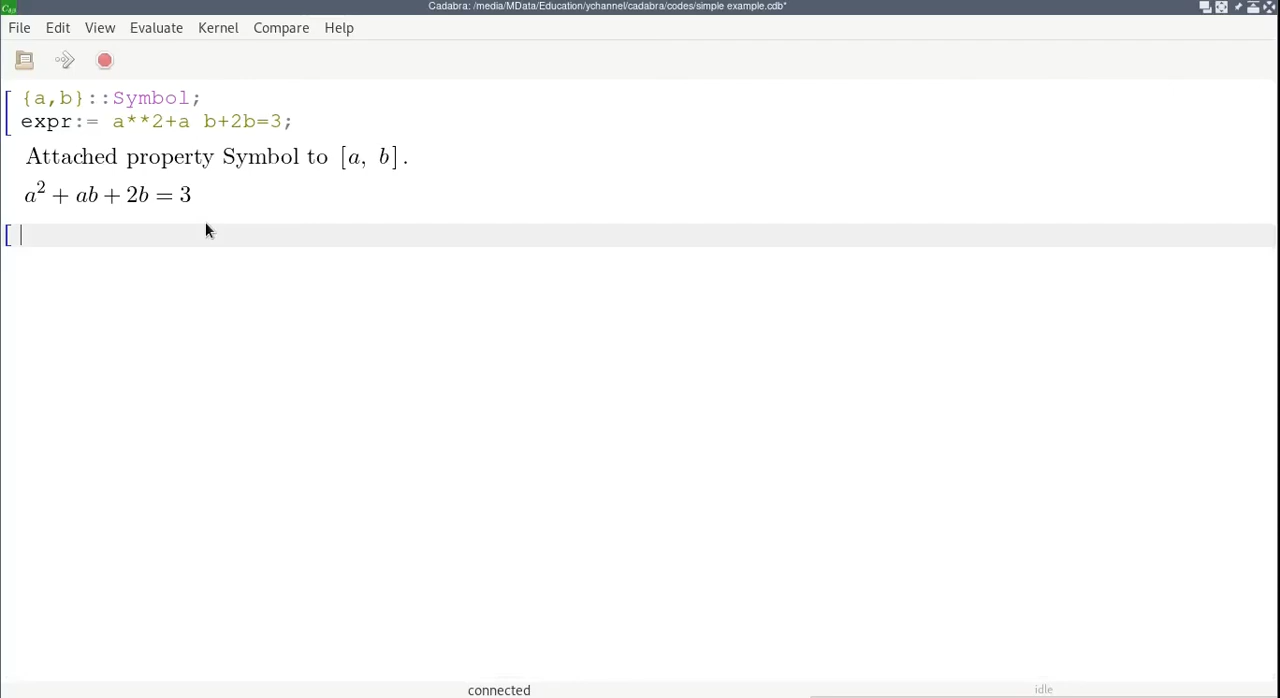 Cadabra: /media/MData/Education/ychannel/cadabra/codes/simple example.cdb*
File Edit View Evaluate Kernel Compare Help
{a,b}::Symbol;
expr:= a**2+a b+2b=3;
Attached property Symbol to [a, b].
a² + ab + 2b = 3
connected
idle